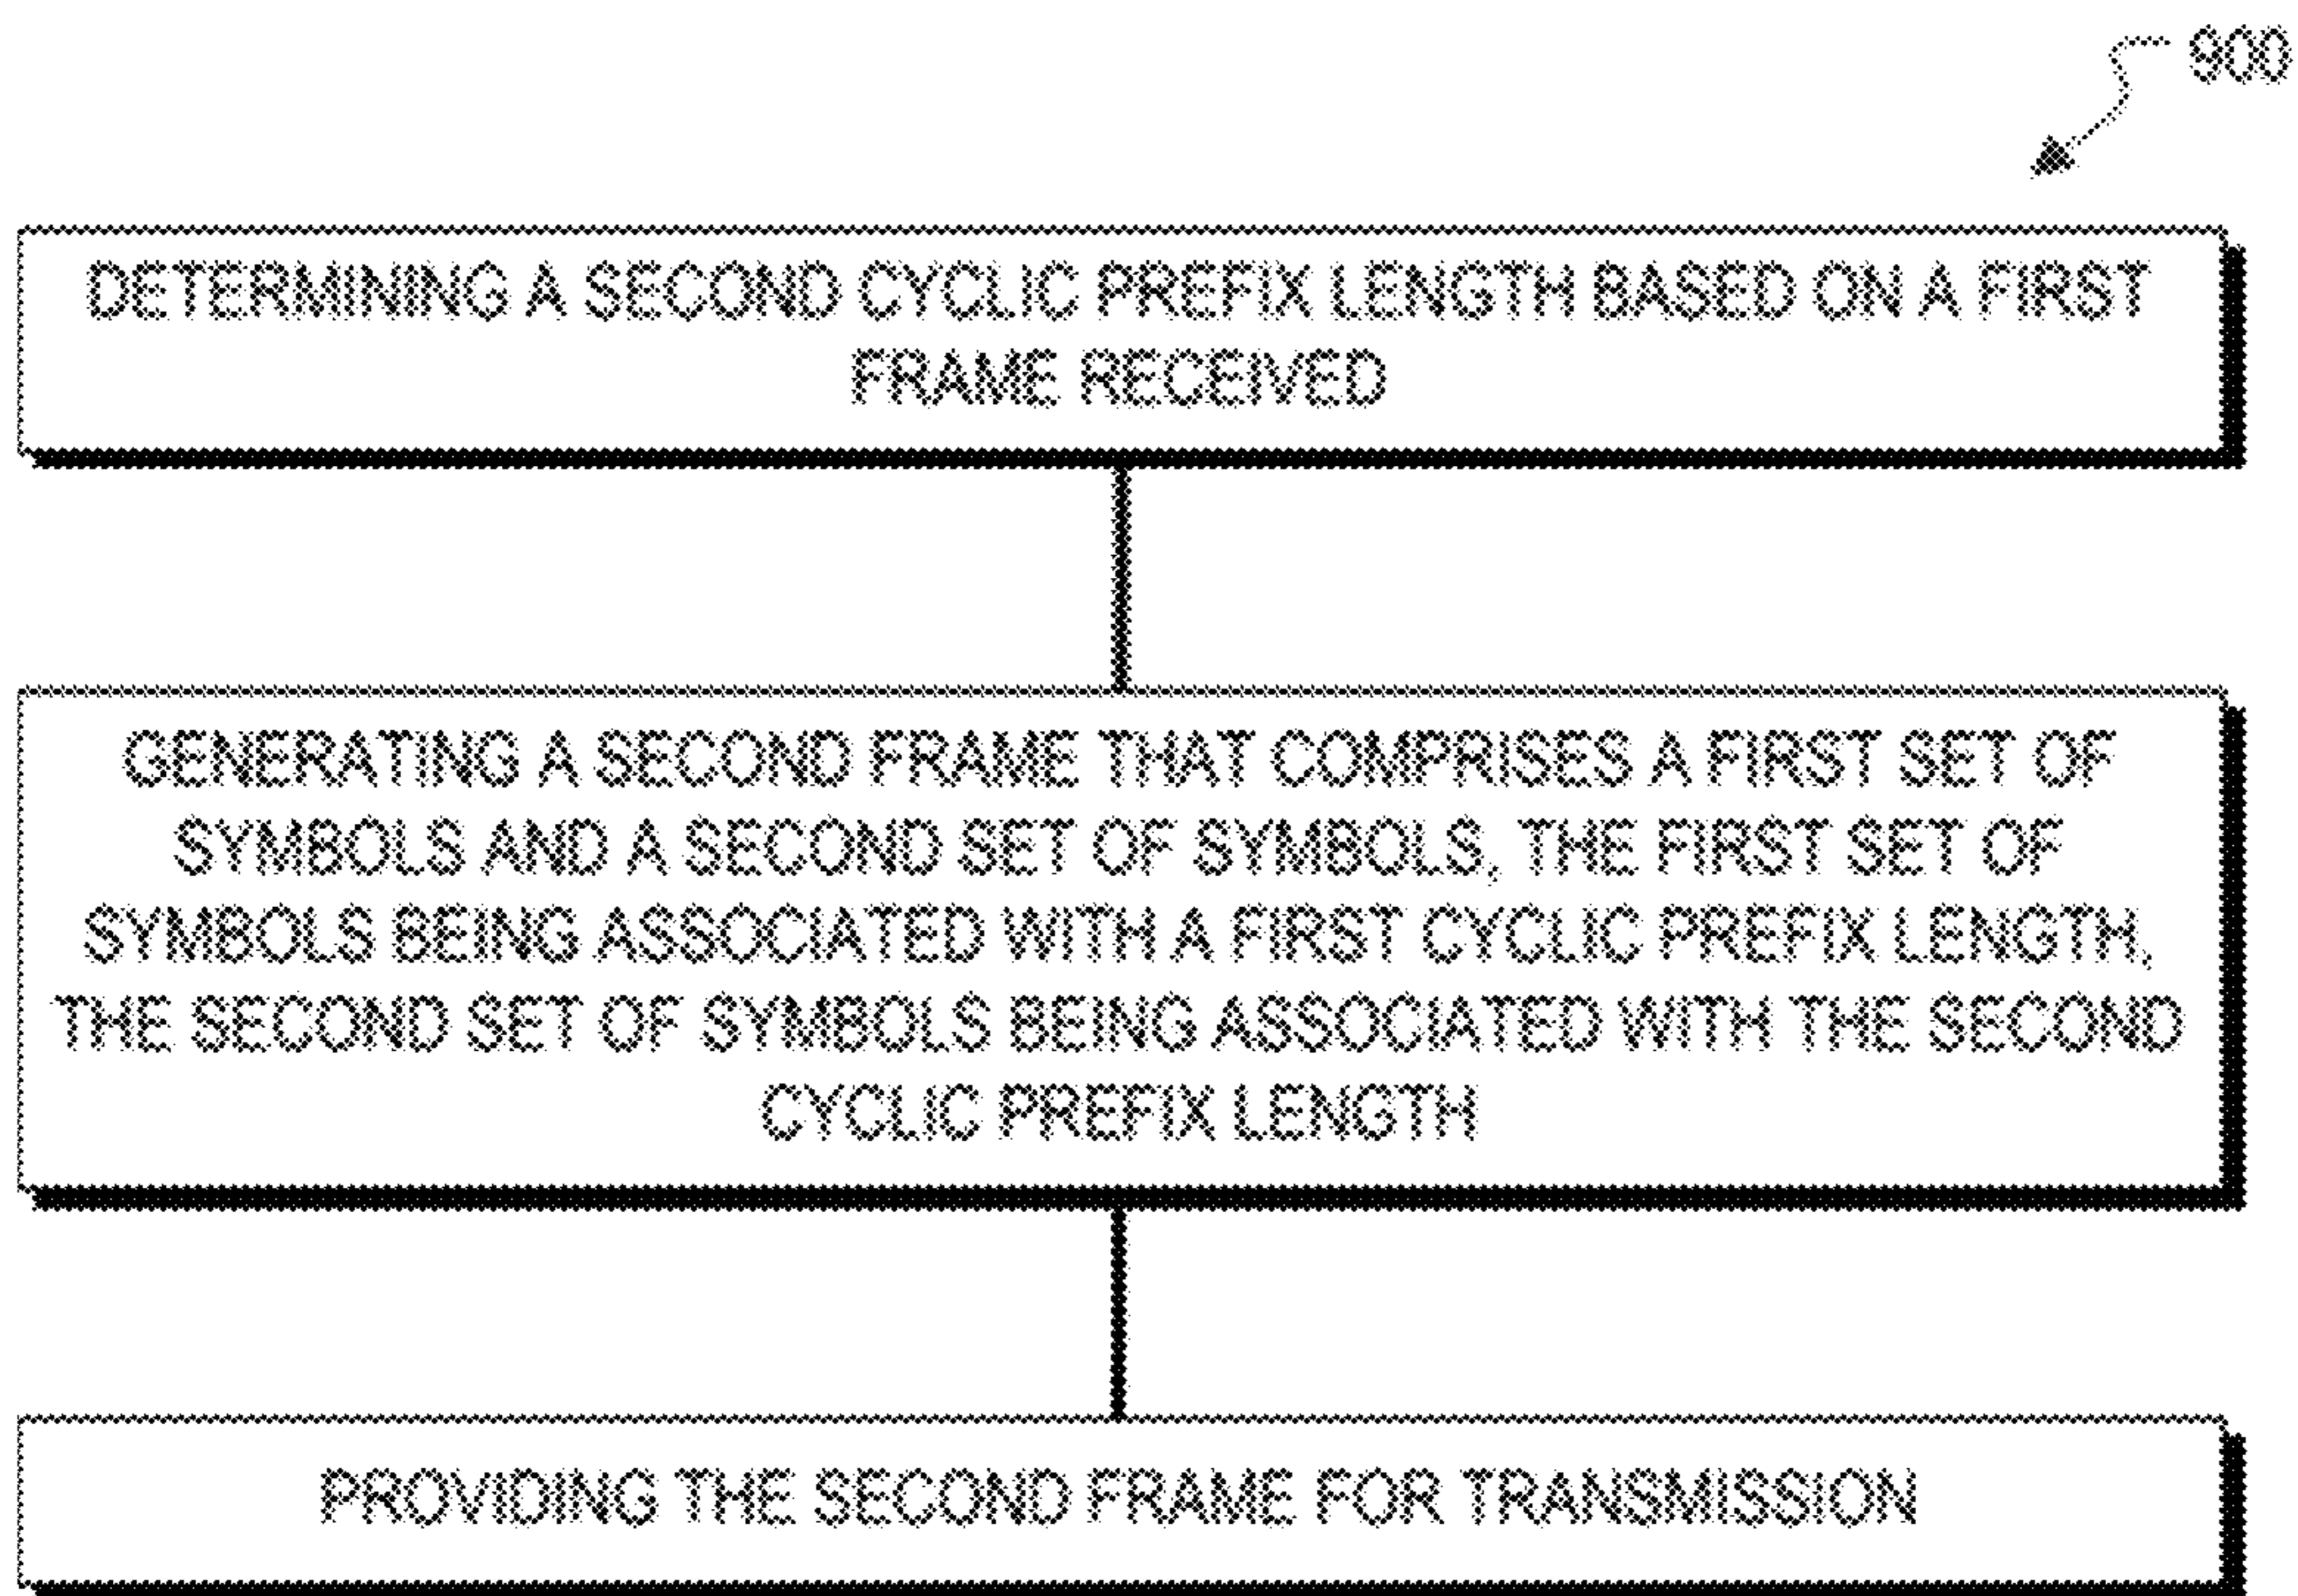 900
DETERMINING A SECOND CYCLIC PREFIX LENGTH BASED ON A FIRST
FRAME RECEIVED
GENERATING A SECOND FRAME THAT COMPRISES A FIRST SET OF
SYMBOLS AND A SECOND SET OF SYMBOLS, THE FIRST SET OF
SYMBOLS BEING ASSOCIATED WITH A FIRST CYCLIC PREFIX LENGTH,
THE SECOND SET OF SYMBOLS BEING ASSOCIATED WITH THE SECOND
CYCLIC PREFIX LENGTH
PROVIDING THE SECOND FRAME FOR TRANSMISSION